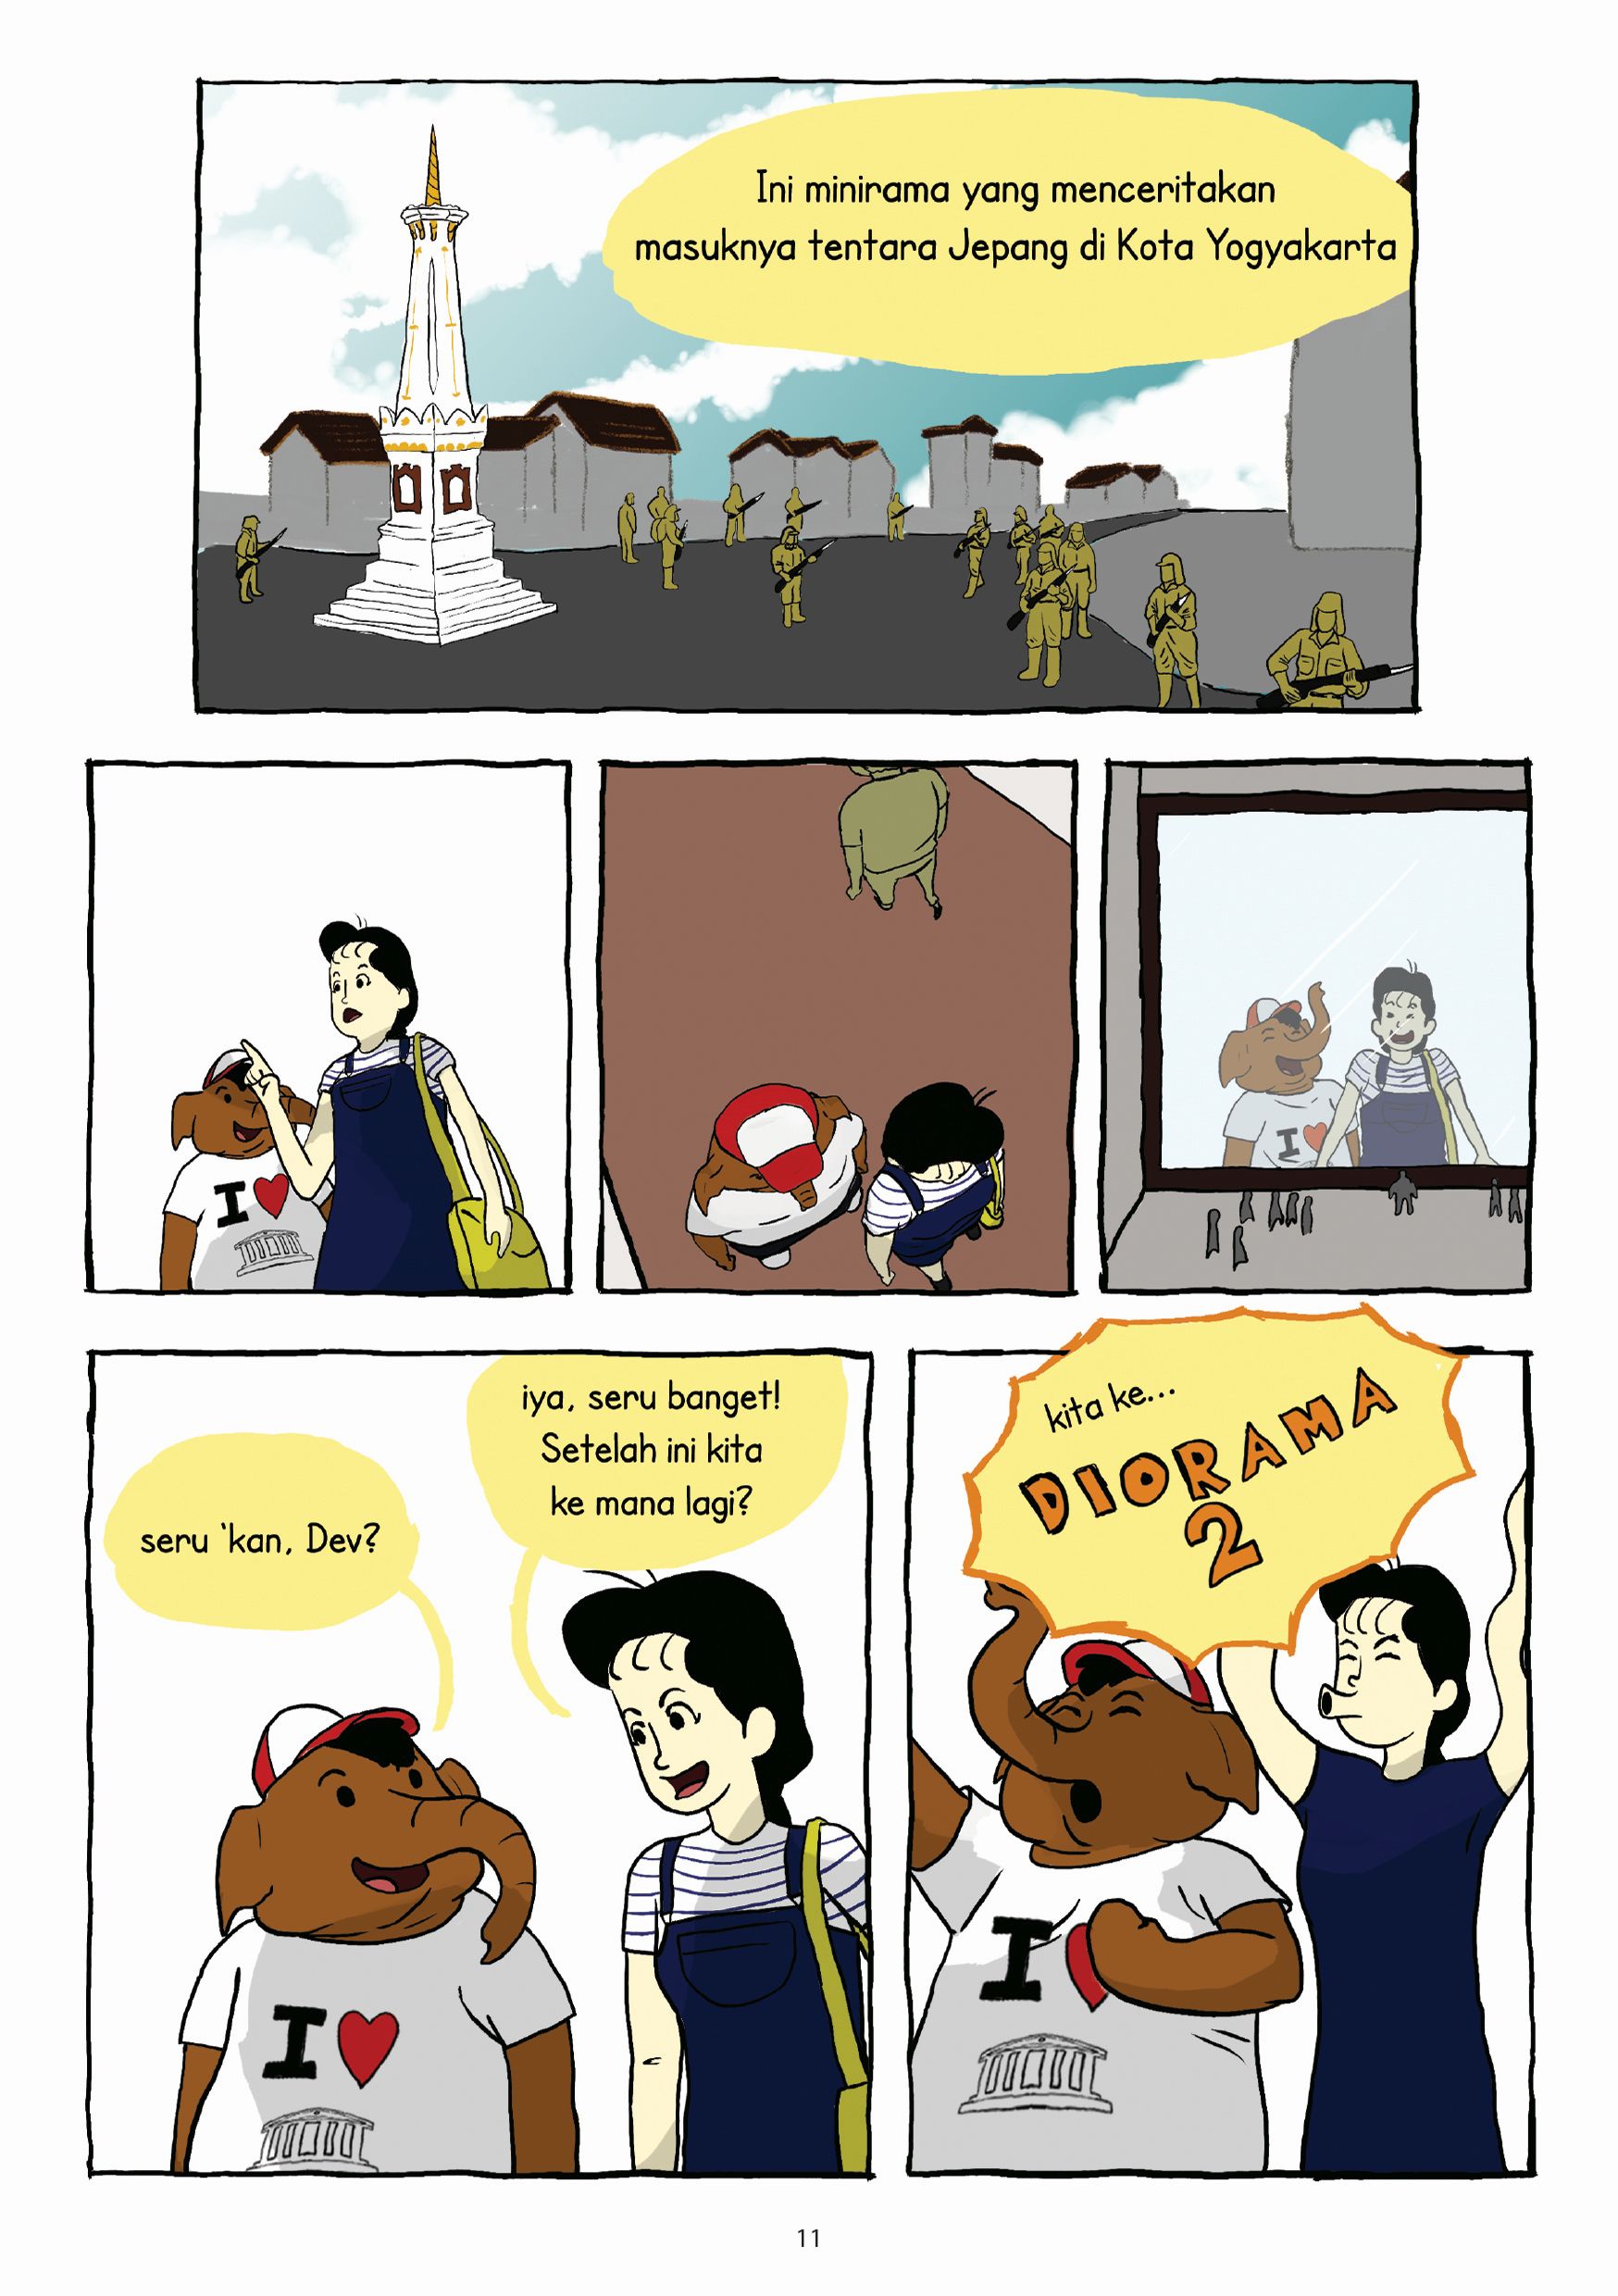 Ini minirama yang menceritakan
masuknya tentara Jepang di Kota Yogyakarta
I
I
seru ‘kan, Dev?
iya, seru banget!
Setelah ini kita
ke mana lagi?
I
kita ke...
DIORAMA
2
I
11